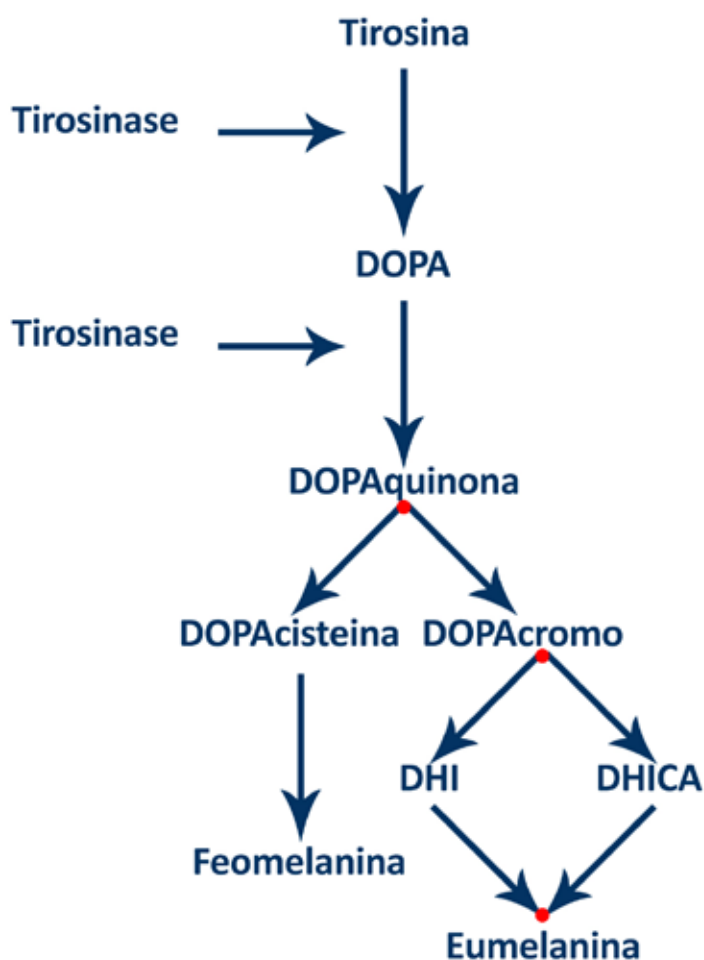 Tirosina
Tirosinase
DOPA
Tirosinase
DOPAquinona
DOPAcisteina DOPAcromo
DHI DHICA
Feomelanina
Eumelanina